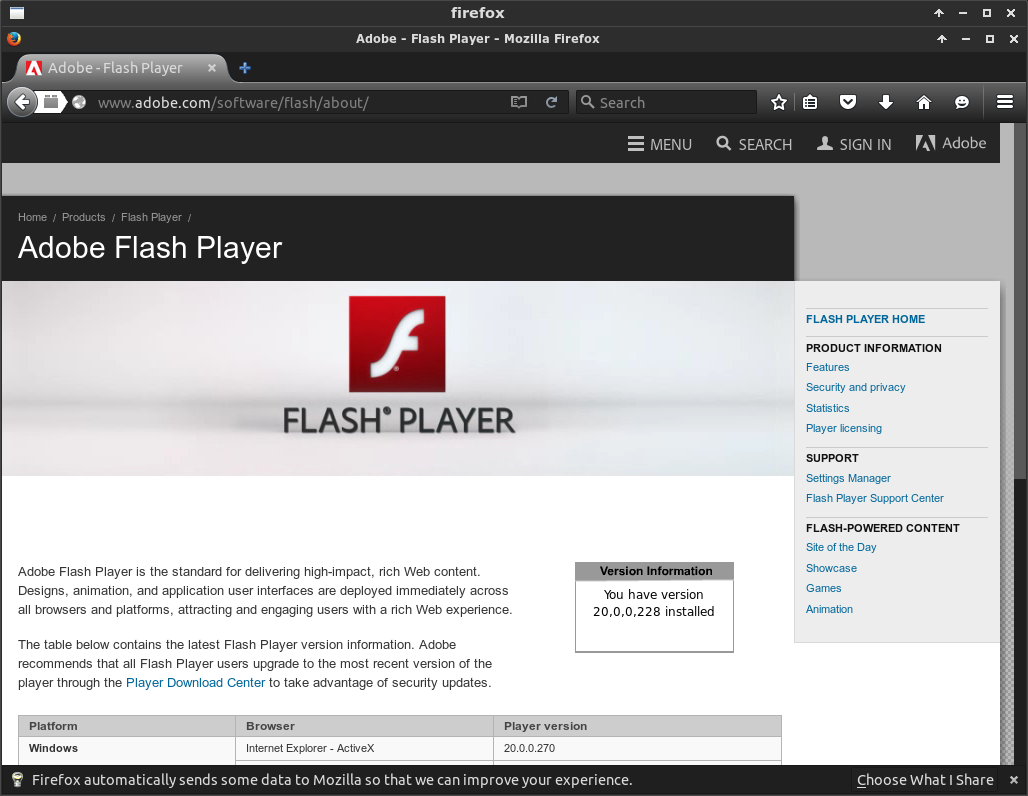 firefox
Adobe - Flash Player - Mozilla Firefox
Adobe - Flash Player
www.adobe.com/software/flash/about/
Search
MENU
SEARCH
SIGN IN
Adobe
Home / Products / Flash Player /
Adobe Flash Player
FLASH® PLAYER
FLASH PLAYER HOME
PRODUCT INFORMATION
Features
Security and privacy
Statistics
Player licensing
SUPPORT
Settings Manager
Flash Player Support Center
FLASH-POWERED CONTENT
Site of the Day
Showcase
Games
Animation
Adobe Flash Player is the standard for delivering high-impact, rich Web content.
Designs, animation, and application user interfaces are deployed immediately across
all browsers and platforms, attracting and engaging users with a rich Web experience.
Version Information
You have version
20,0,0,228 installed
The table below contains the latest Flash Player version information. Adobe
recommends that all Flash Player users upgrade to the most recent version of the
player through the Player Download Center to take advantage of security updates.
Platform Browser Player version
Windows Internet Explorer - ActiveX 20.0.0.270
Firefox automatically sends some data to Mozilla so that we can improve your experience.
Choose What I Share